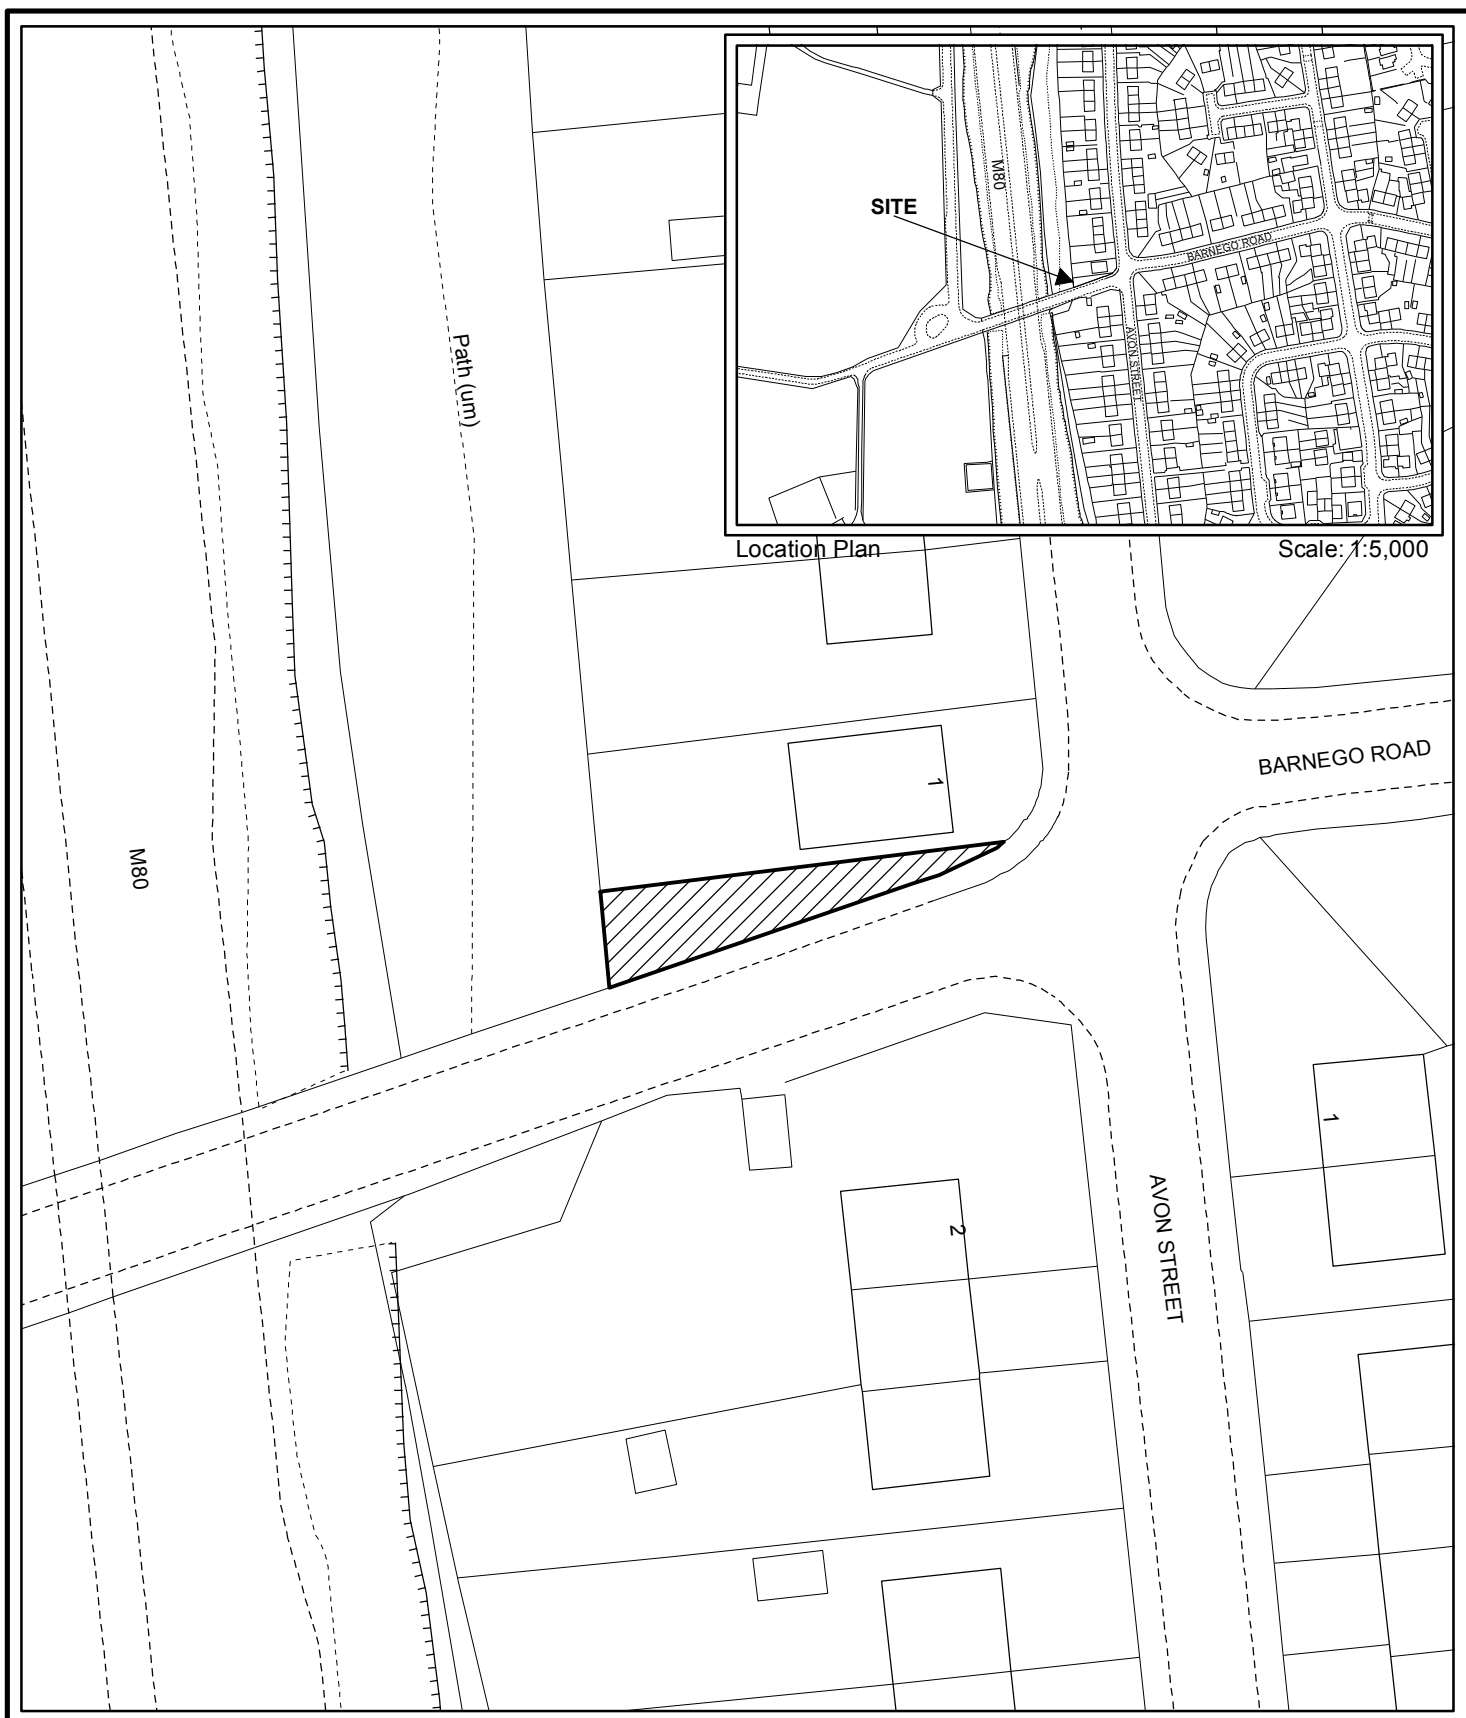 M80
SITE
BARNEGO ROAD
AVON STREET
Location Plan
Scale: 1:5,000
Path (um)
1
BARNEGO ROAD
M80
1
2
AVON STREET